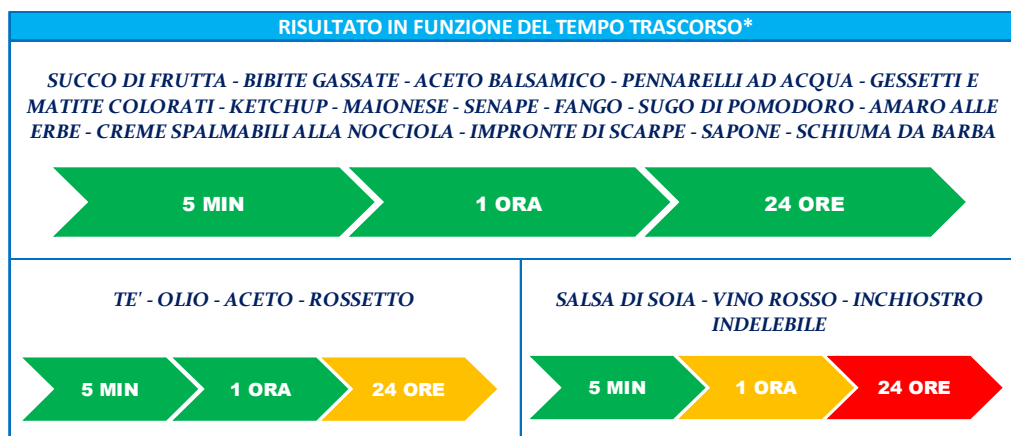 RISULTATO IN FUNZIONE DEL TEMPO TRASCORSO*
SUCCO DI FRUTTA - BIBITE GASSATE - ACETO BALSAMICO - PENNARELLI AD ACQUA - GESSETTI E
MATITE COLORATI - KETCHUP - MAIONESE - SENAPE - FANGO - SUGO DI POMODORO - AMARO ALLE
ERBE - CREME SPALMABILI ALLA NOCCIOLA - IMPRONTE DI SCARPE - SAPONE - SCHIUMA DA BARBA
5 MIN 1 ORA 24 ORE
TE' - OLIO - ACETO - ROSSETTO
5 MIN 1 ORA 24 ORE
SALSA DI SOIA - VINO ROSSO - INCHIOSTRO
INDELEBILE
5 MIN 1 ORA 24 ORE